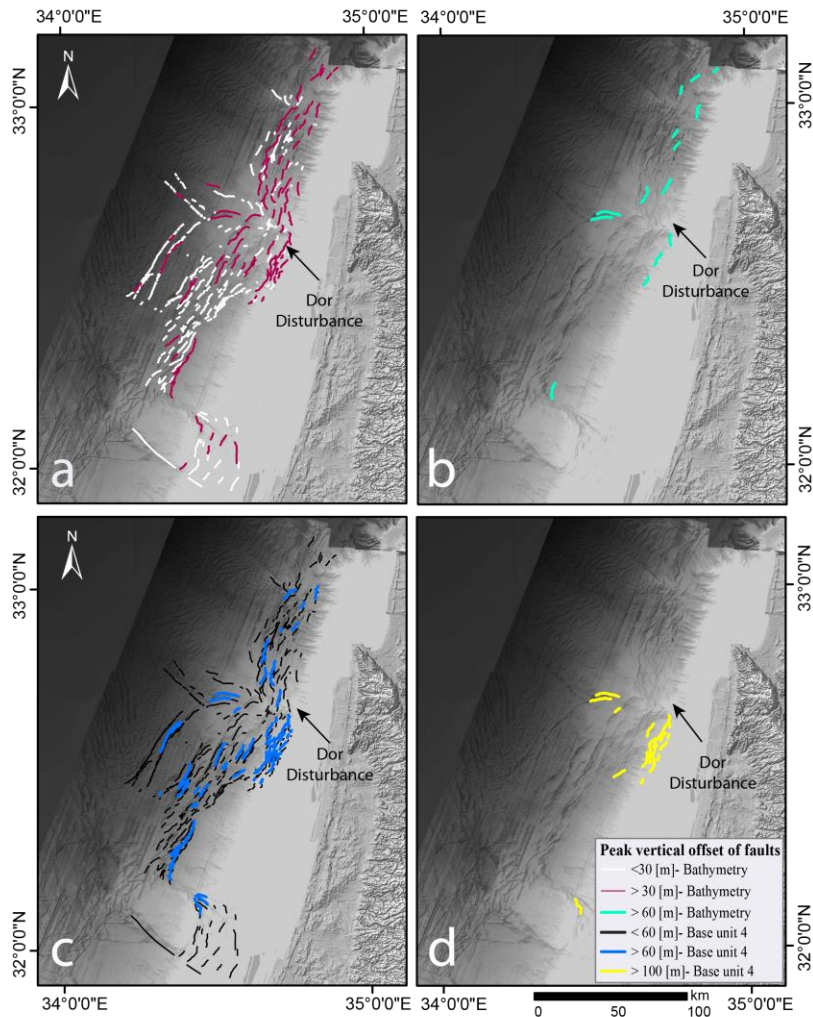 34°0'0"E
35°0'0"E
34°0'0"E
35°0'0"E
N
33°0'0"N
33°0'0"N
Dor
Disturbance
Dor
Disturbance
32°0'0"N
32°0'0"N
a
b
N
33°0'0"N
33°0'0"N
Dor
Disturbance
Dor
Disturbance
Peak vertical offset of faults
<30 [m]- Bathymetry
> 30 [m]- Bathymetry
> 60 [m]- Bathymetry
< 60 [m]- Base unit 4
> 60 [m]- Base unit 4
> 100 [m]- Base unit 4
32°0'0"N
32°0'0"N
c
d
34°0'0"E
35°0'0"E
34°0'0"E
35°0'0"E
km
0
50
100